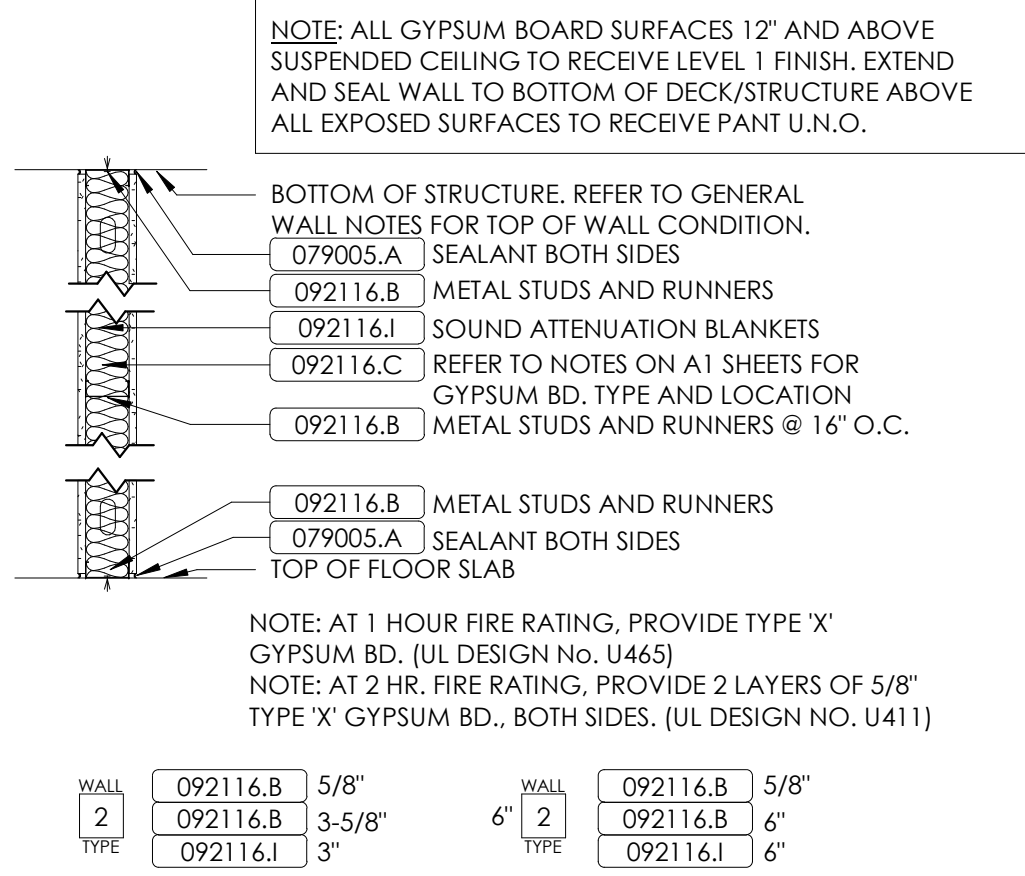 NOTE: ALL GYPSUM BOARD SURFACES 12" AND ABOVE
SUSPENDED CEILING TO RECEIVE LEVEL 1 FINISH. EXTEND
AND SEAL WALL TO BOTTOM OF DECK/STRUCTURE ABOVE
ALL EXPOSED SURFACES TO RECEIVE PANT U.N.O.
BOTTOM OF STRUCTURE. REFER TO GENERAL
WALL NOTES FOR TOP OF WALL CONDITION.
079005.A SEALANT BOTH SIDES
092116.B METAL STUDS AND RUNNERS
092116.I SOUND ATTENUATION BLANKETS
092116.C REFER TO NOTES ON A1 SHEETS FOR
GYPSUM BD. TYPE AND LOCATION
092116.B METAL STUDS AND RUNNERS @ 16" O.C.
092116.B METAL STUDS AND RUNNERS
079005.A SEALANT BOTH SIDES
TOP OF FLOOR SLAB
NOTE: AT 1 HOUR FIRE RATING, PROVIDE TYPE 'X'
GYPSUM BD. (UL DESIGN No. U465)
NOTE: AT 2 HR. FIRE RATING, PROVIDE 2 LAYERS OF 5/8"
TYPE 'X' GYPSUM BD., BOTH SIDES. (UL DESIGN NO. U411)
WALL
2
TYPE
092116.B 5/8"
092116.B 3-5/8"
092116.I 3"
WALL
6" 2
TYPE
092116.B 5/8"
092116.B 6"
092116.I 6"